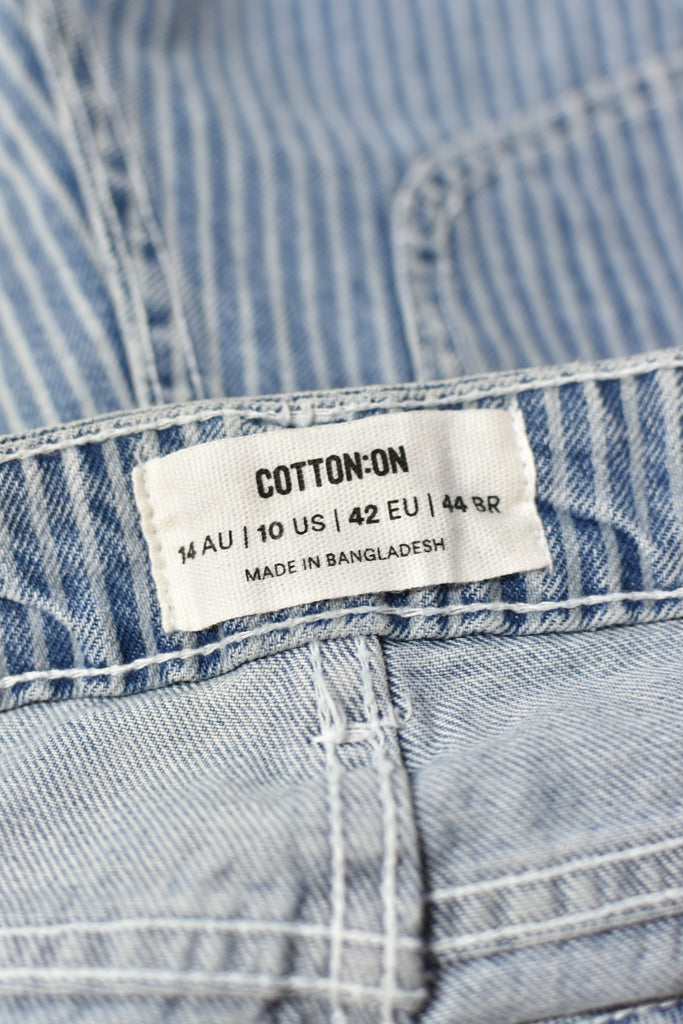 COTTON:ON
14 AU | 10 US | 42 EU | 44 BR
MADE IN BANGLADESH